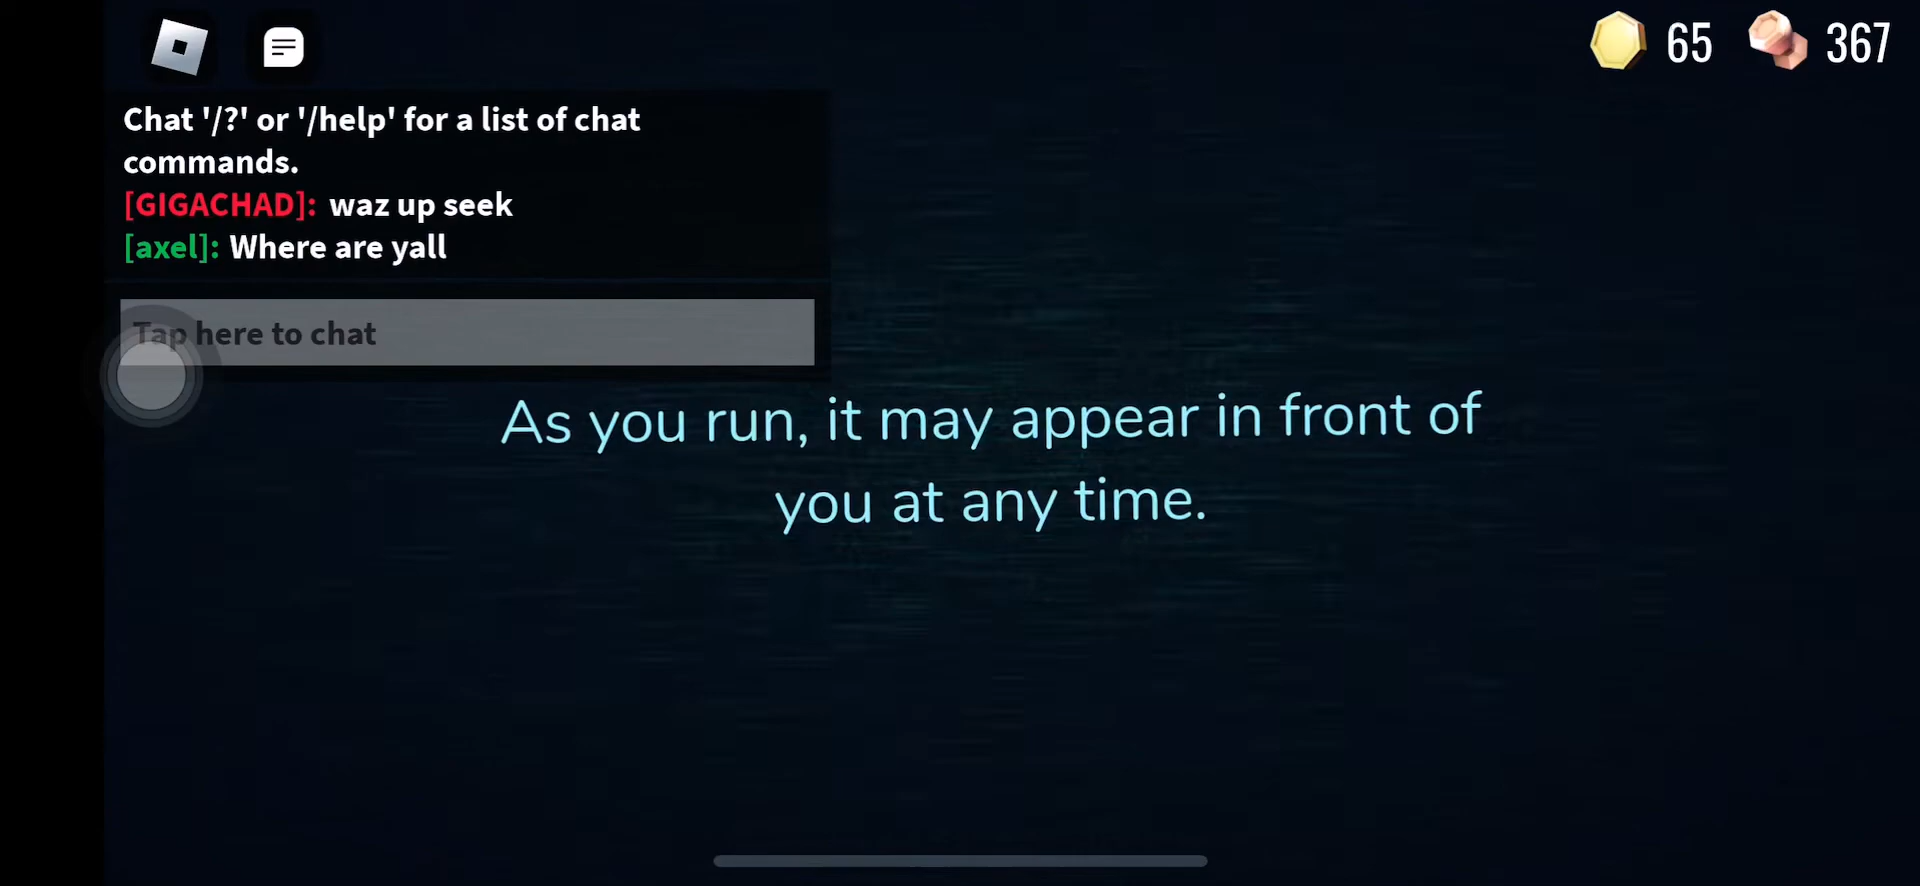 65 367
Chat '/?' or '/help' for a list of chat
commands.
[GIGACHAD]: waz up seek
[axel]: Where are yall
Tap here to chat
As you run, it may appear in front of
you at any time.